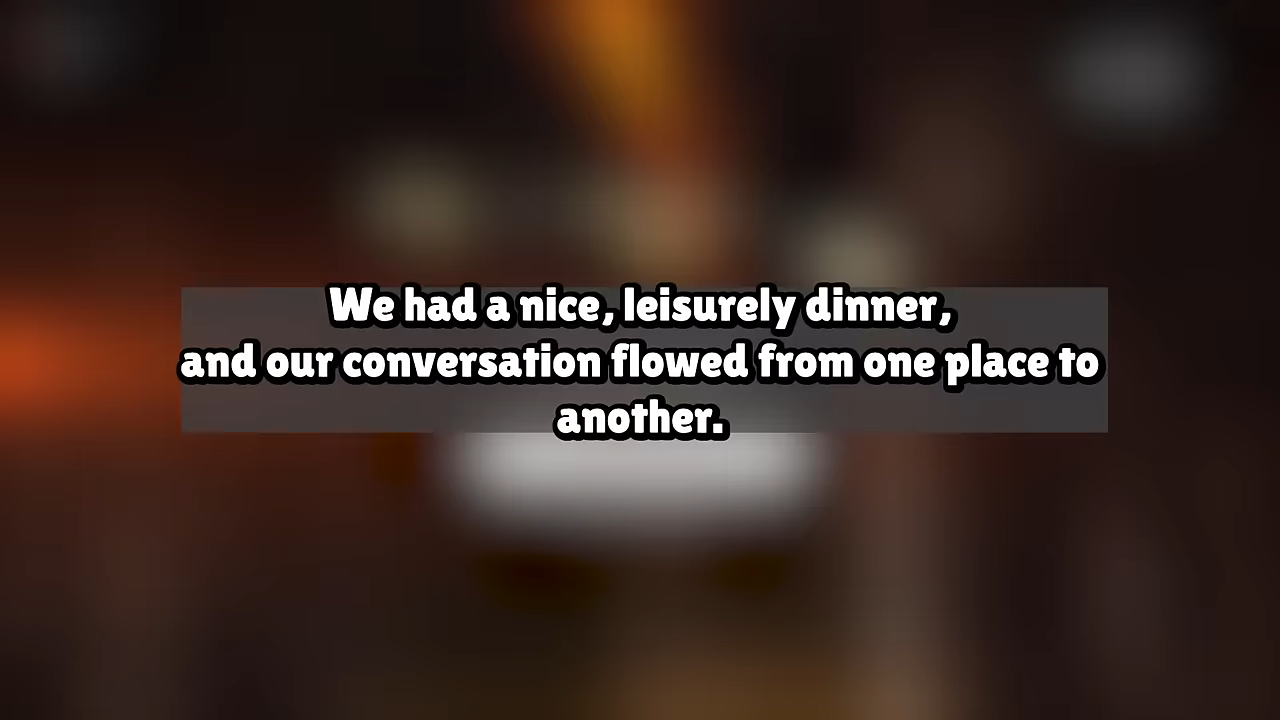 We had a nice, leisurely dinner,
and our conversation flowed from one place to
another.